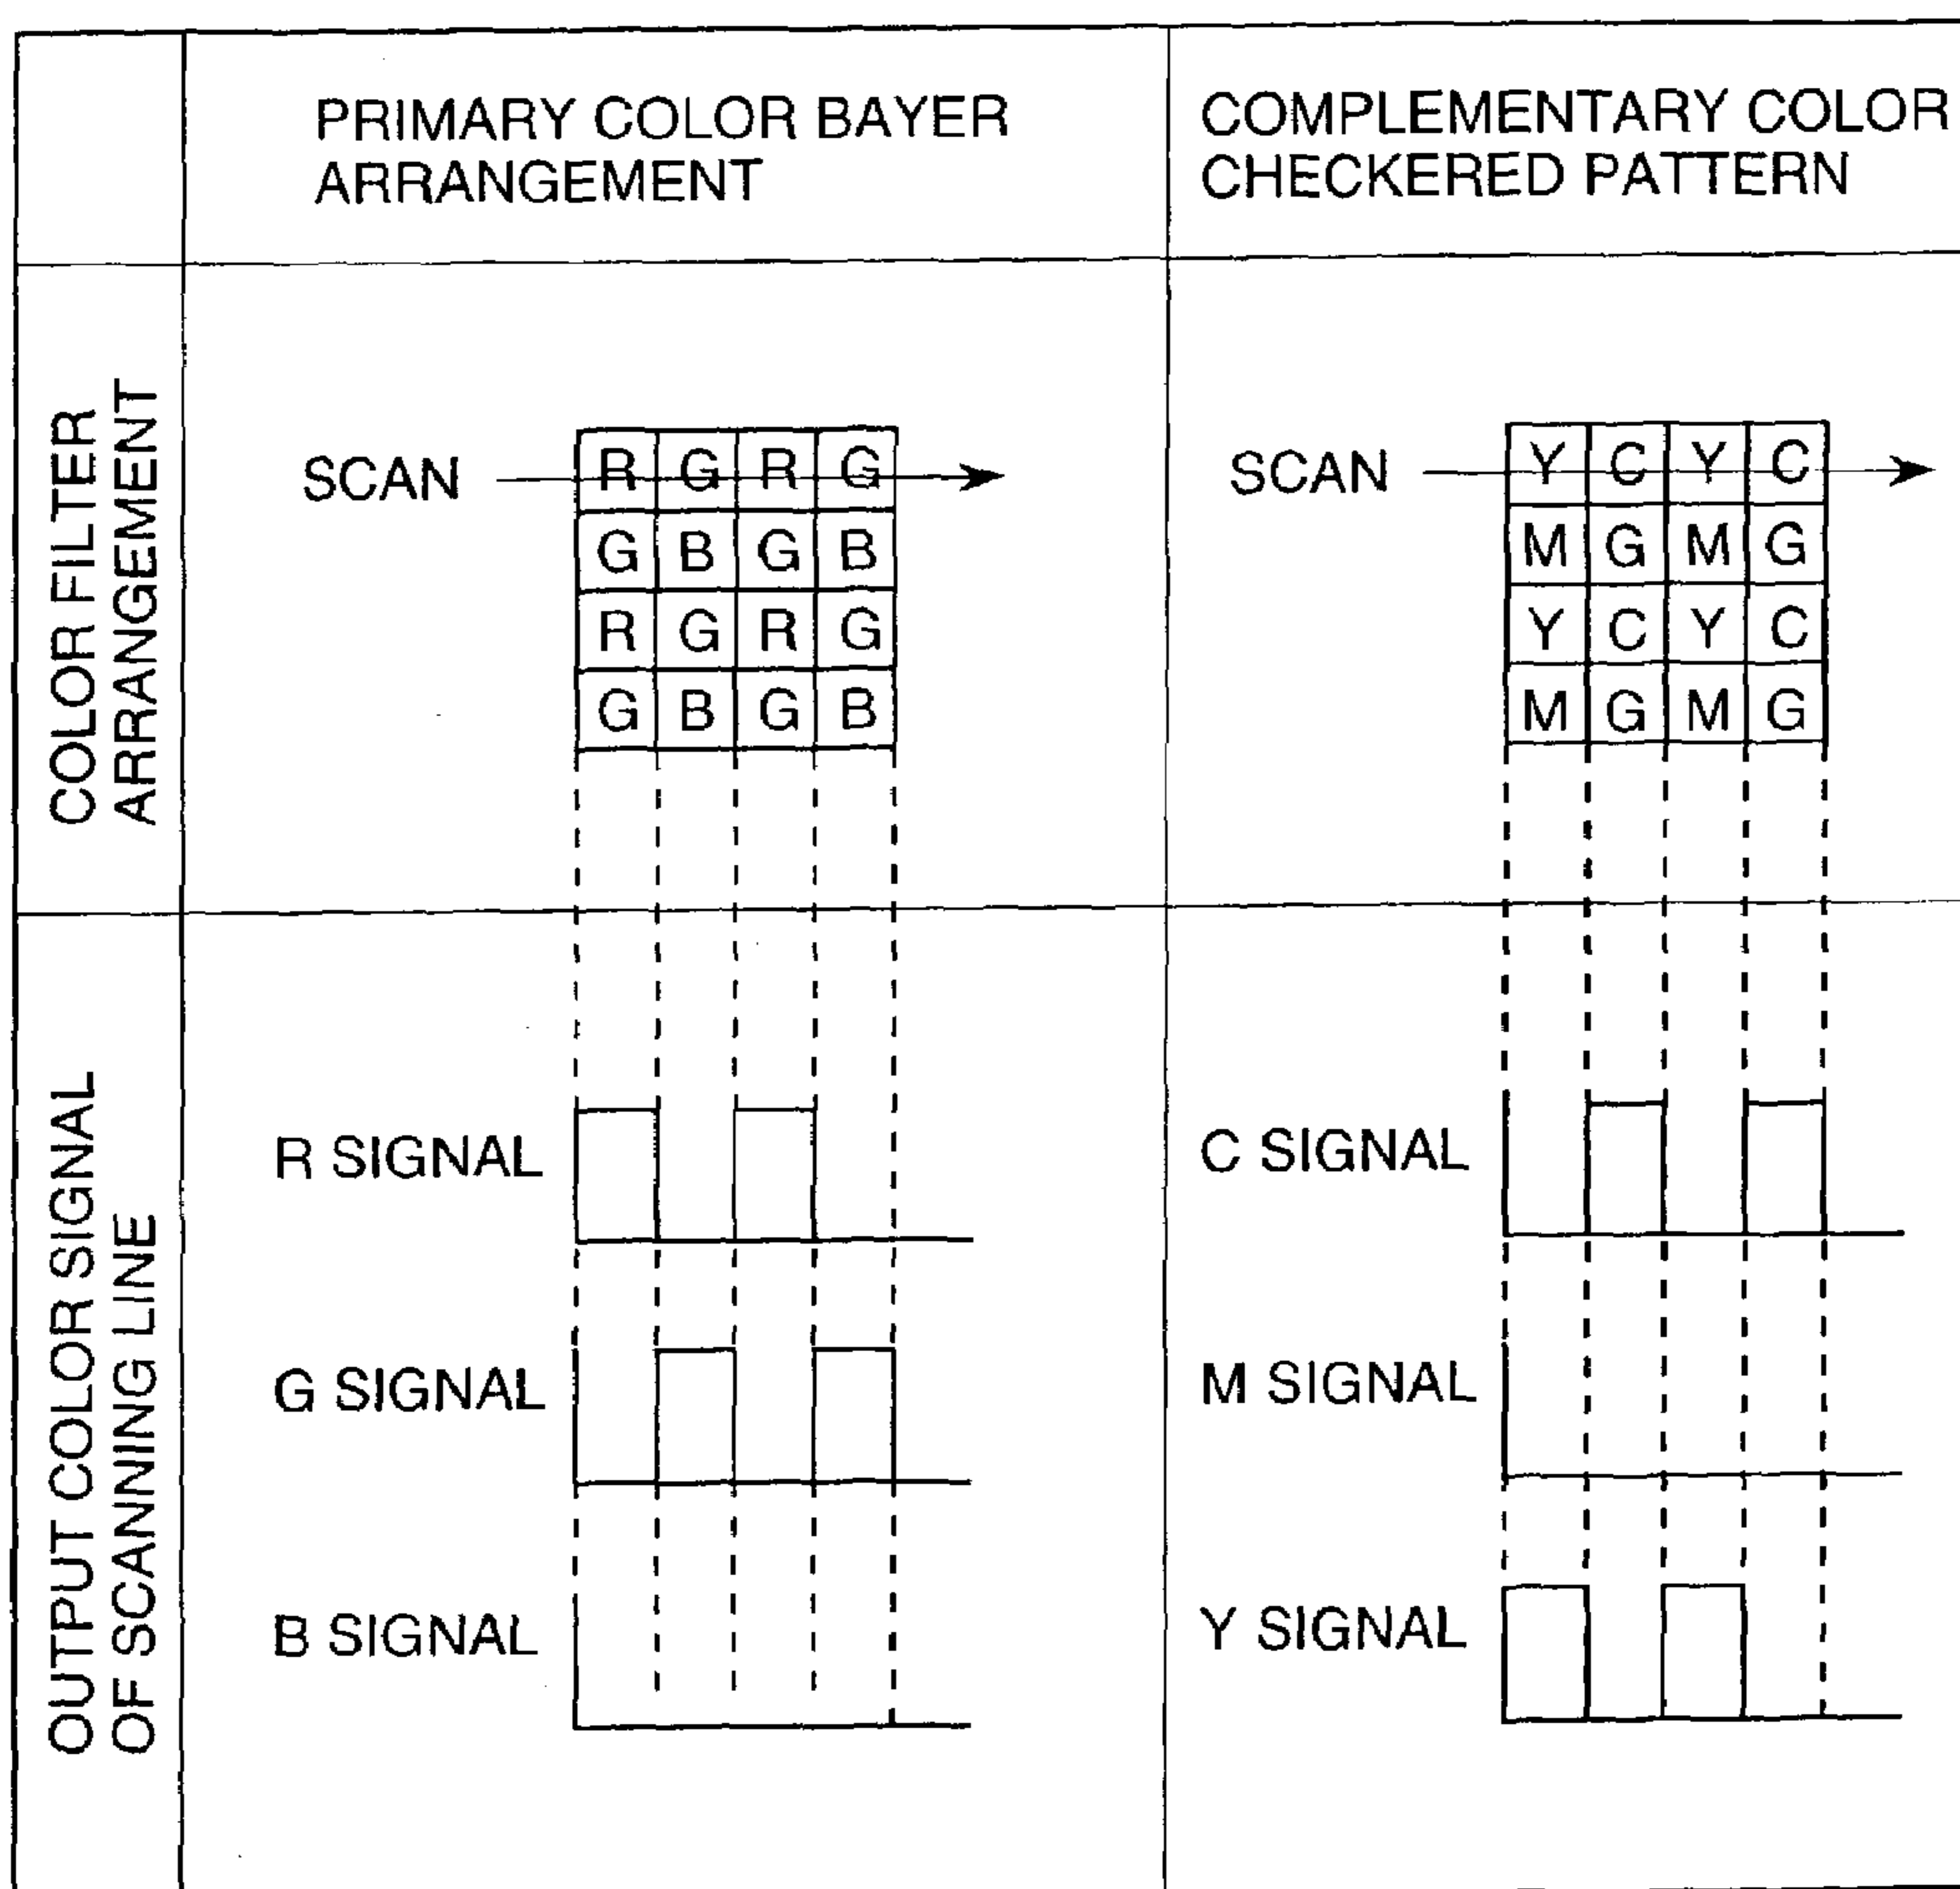 PRIMARY COLOR BAYER
ARRANGEMENT
COMPLEMENTARY COLOR
CHECKERED PATTERN
COLOR FILTER
ARRANGEMENT
SCAN
R G R G
G B G B
R G R G
G B G B
SCAN
Y C Y C
M G M G
Y C Y C
M G M G
OUTPUT COLOR SIGNAL
OF SCANNING LINE
R SIGNAL
G SIGNAL
B SIGNAL
C SIGNAL
M SIGNAL
Y SIGNAL